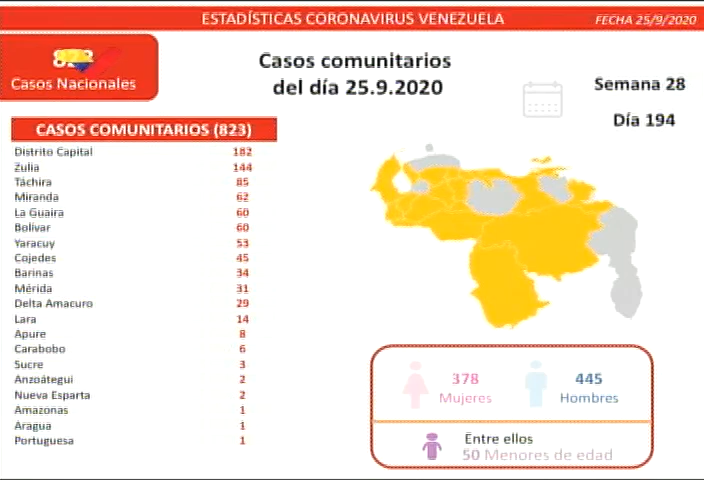 ESTADÍSTICAS CORONAVIRUS VENEZUELA
FECHA 25/9/2020
Casos Nacionales
Casos comunitarios
del día 25.9.2020
Semana 28
Día 194
CASOS COMUNITARIOS (823)
Distrito Capital 182
Zulia 144
Táchira 85
Miranda 62
La Guaira 60
Bolívar 60
Yaracuy 53
Cojedes 45
Barinas 34
Mérida 31
Delta Amacuro 29
Lara 14
Apure 8
Carabobo 6
Sucre 3
Anzoátegui 2
Nueva Esparta 2
Amazonas 1
Aragua 1
Portuguesa 1
378
Mujeres
445
Hombres
Entre ellos
50 Menores de edad